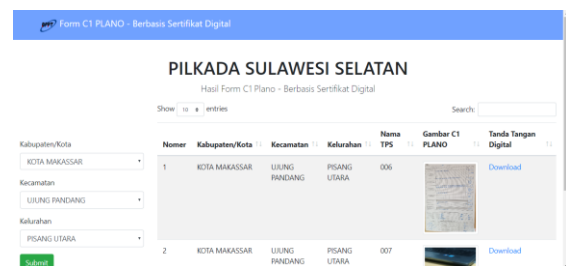 Form C1 PLANO - Berbasis Sertifikat Digital
PILKADA SULAWESI SELATAN
Hasil Form C1 Plano - Berbasis Sertifikat Digital
Show 10 entries
Search:
Kabupaten/Kota
KOTA MAKASSAR
Kecamatan
UJUNG PANDANG
Kelurahan
PISANG UTARA
Submit
Nomer Kabupaten/Kota Kecamatan Kelurahan Nama TPS Gambar C1 PLANO Tanda Tangan Digital
1 KOTA MAKASSAR UJUNG PANDANG PISANG UTARA 006 Download
2 KOTA MAKASSAR UJUNG PANDANG PISANG UTARA 007 Download